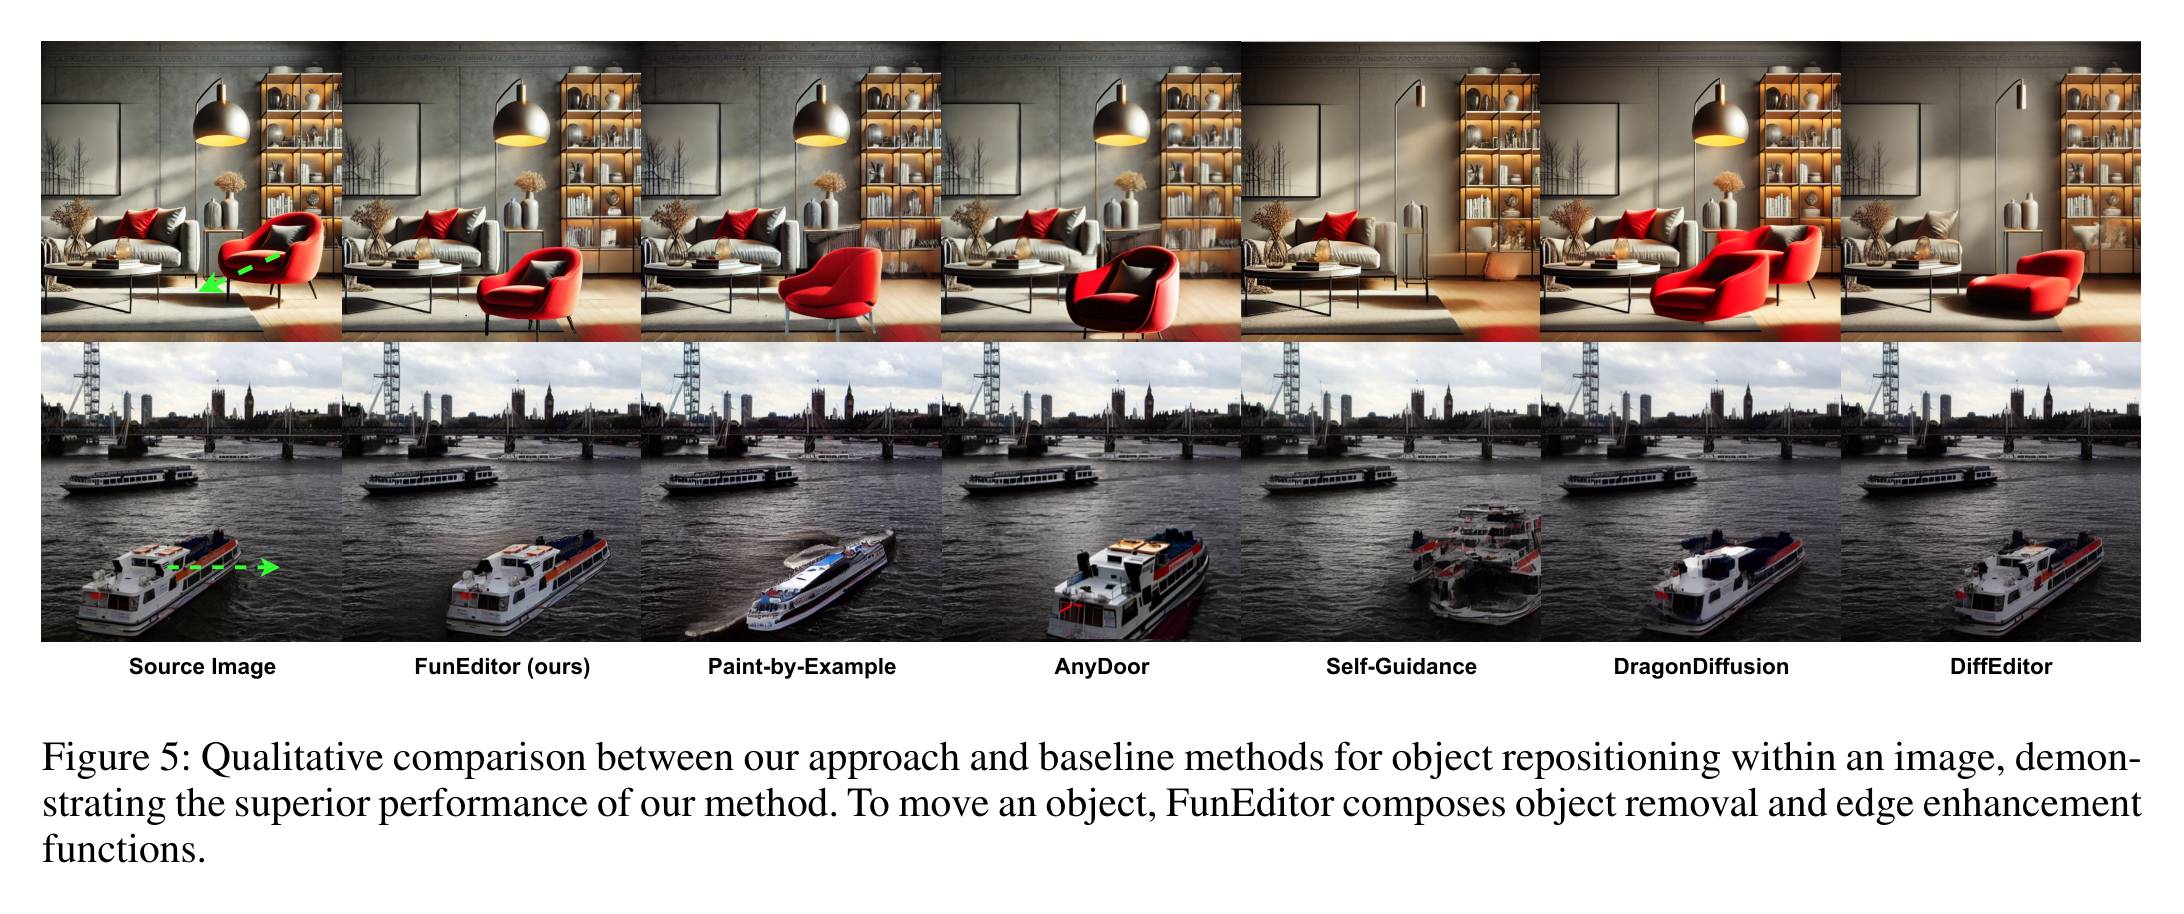 Source Image
FunEditor (ours)
Paint-by-Example
AnyDoor
Self-Guidance
DragonDiffusion
DiffEditor
Figure 5: Qualitative comparison between our approach and baseline methods for object repositioning within an image, demon-
strating the superior performance of our method. To move an object, FunEditor composes object removal and edge enhancement
functions.